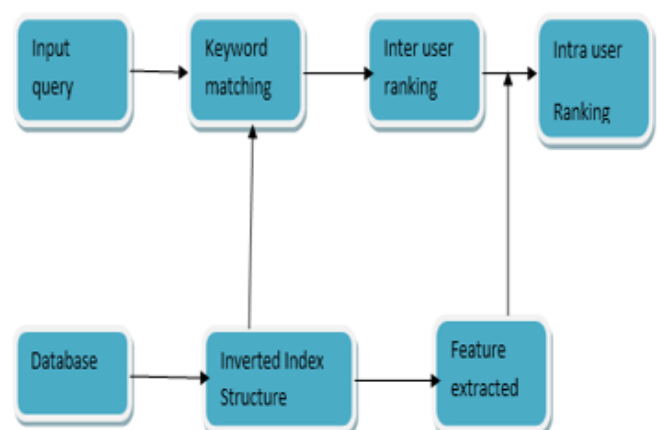 Input
query
Keyword
matching
Inter user
ranking
Intra user
Ranking
Database
Inverted Index
Structure
Feature
extracted